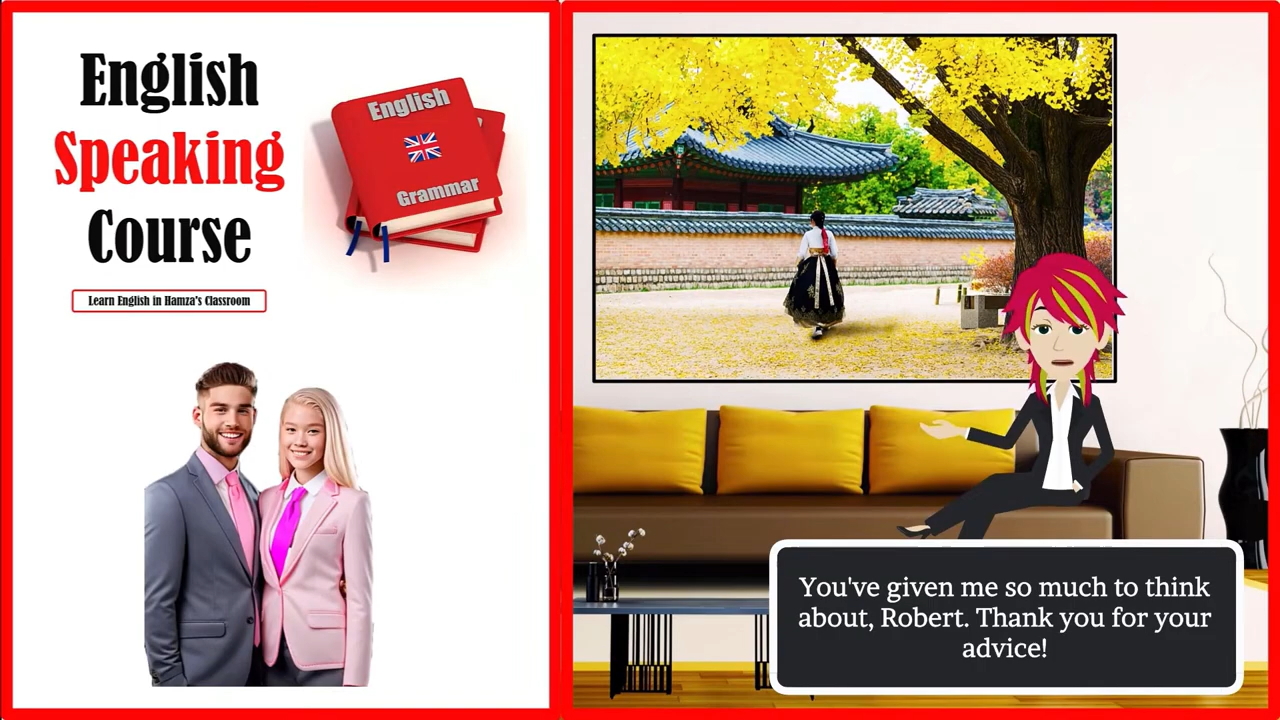 English
Speaking
Course
Learn English in Hamza's Classroom
English
Grammar
You've given me so much to think
about, Robert. Thank you for your
advice!